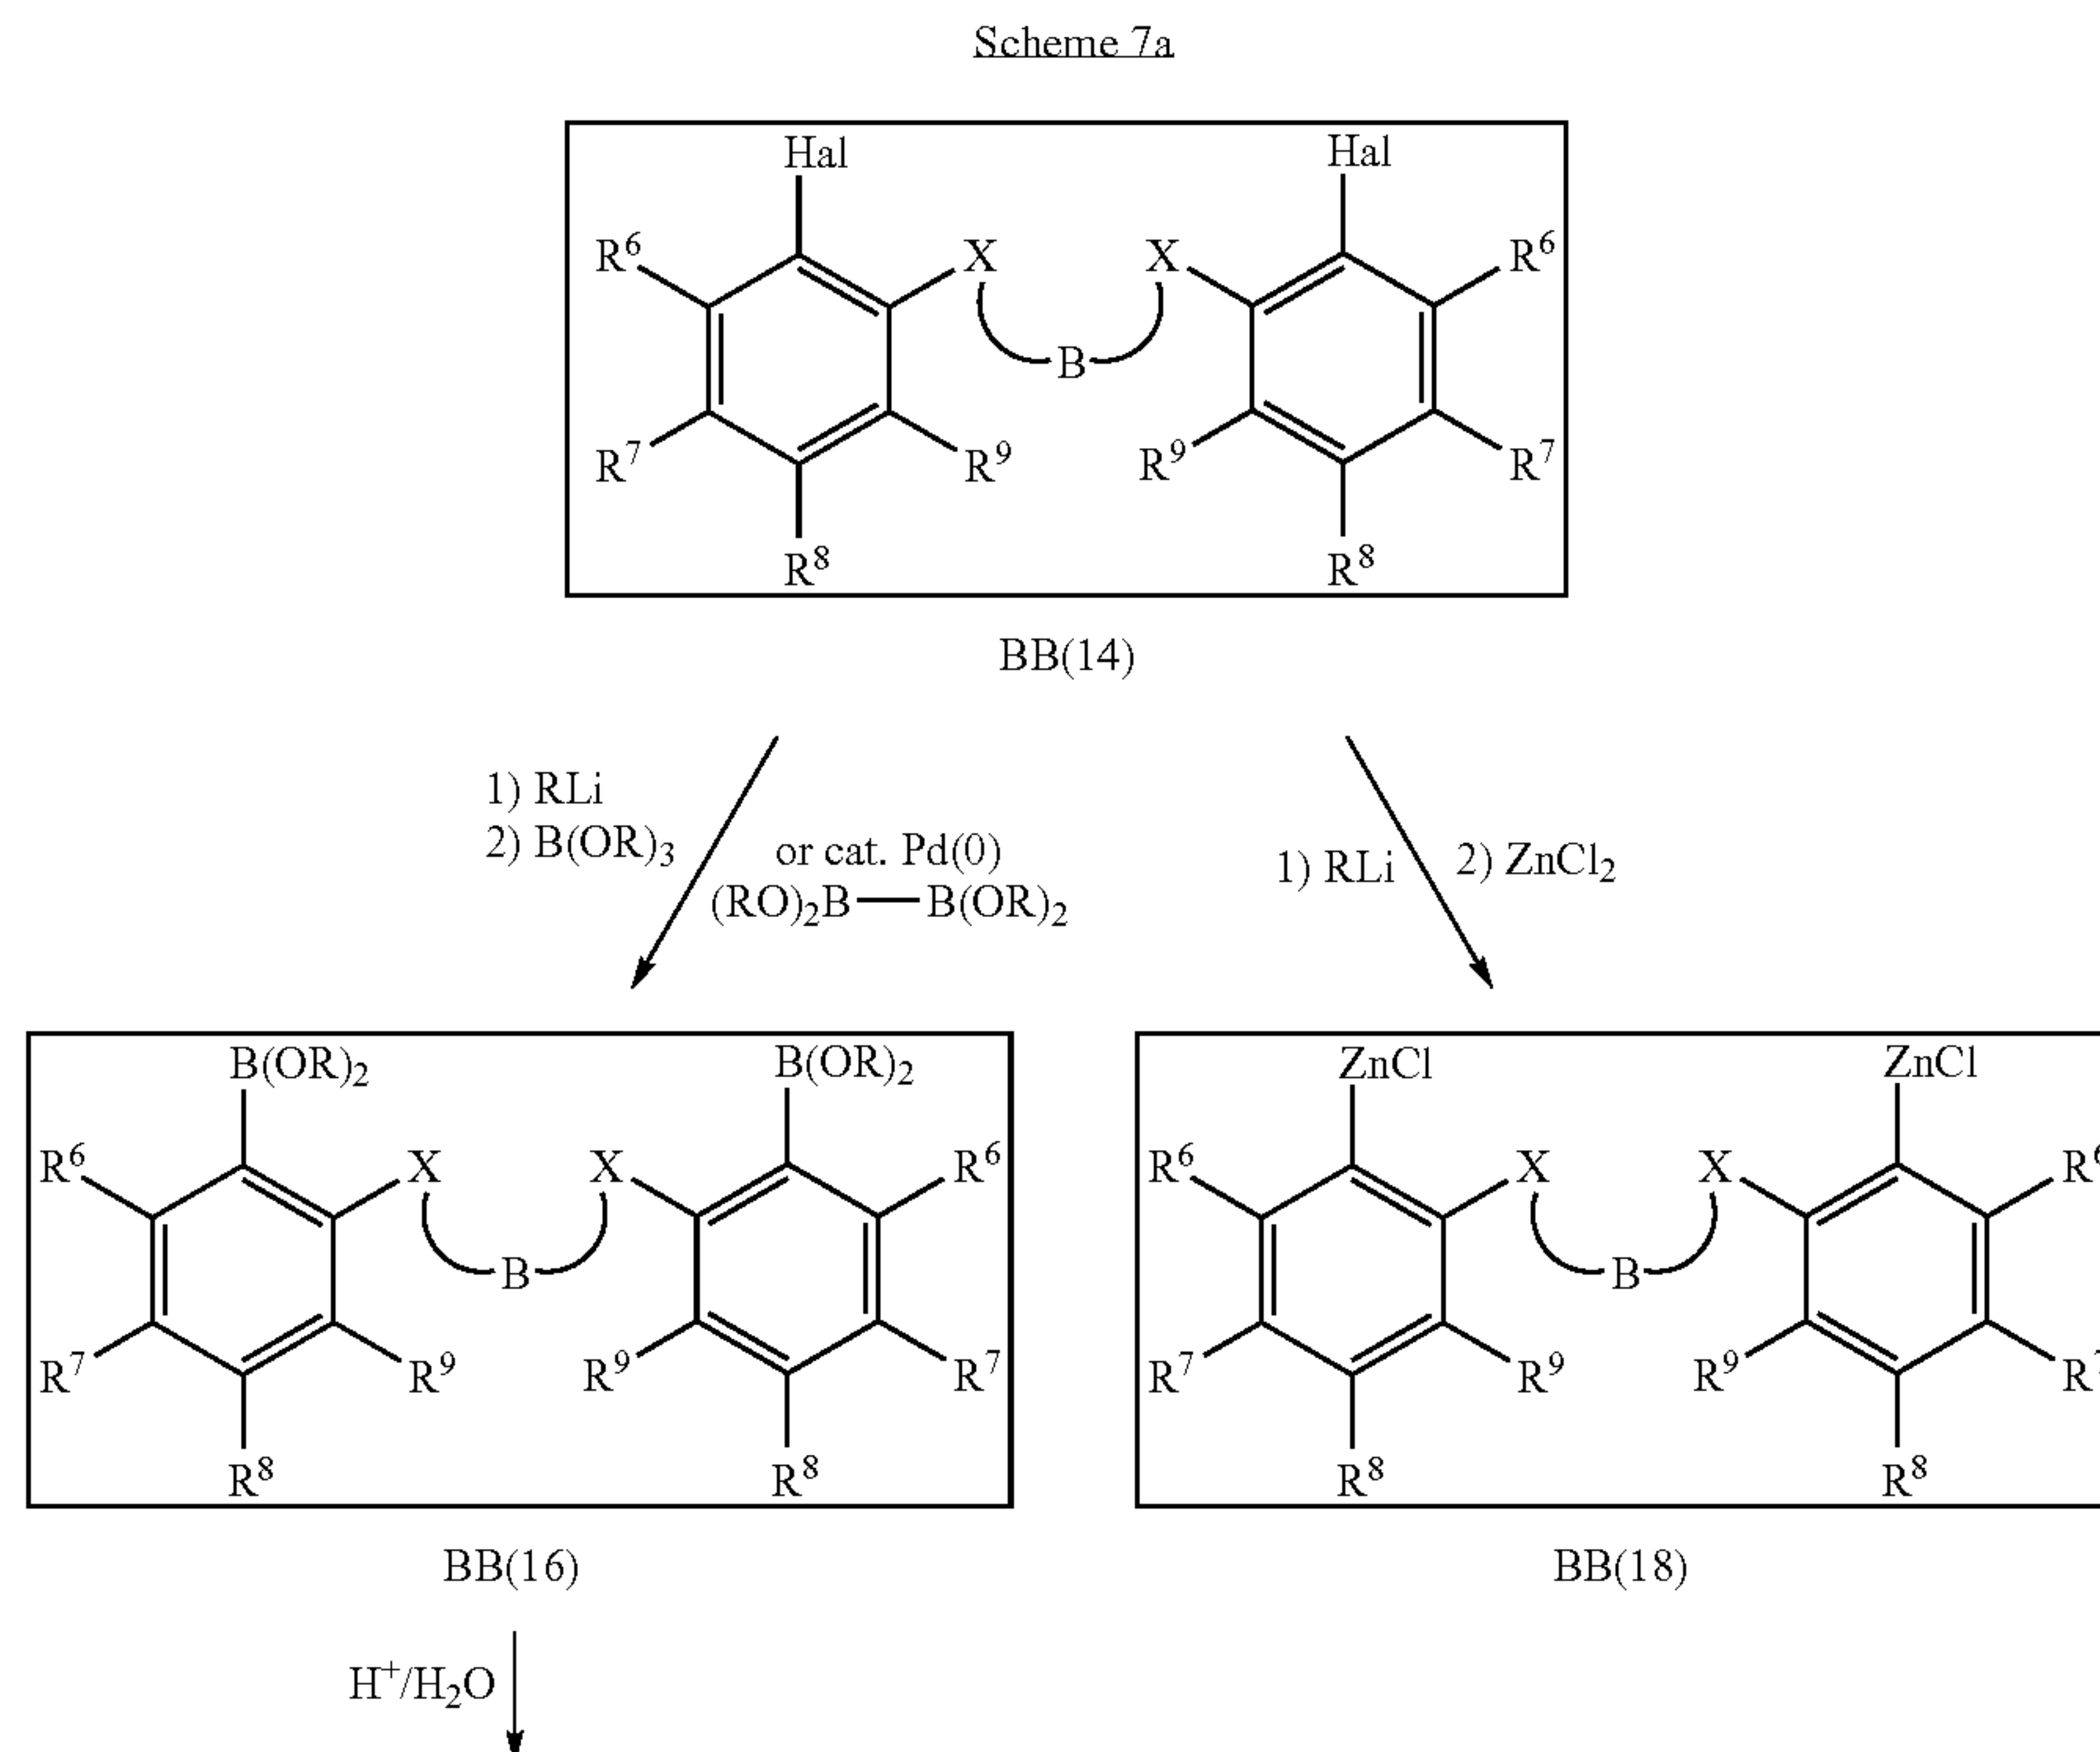 Scheme 7a
Hal Hal
R⁶ X X R⁶
B
R⁷ R⁹ R⁹ R⁷
R⁸ R⁸
BB(14)
1) RLi
2) B(OR)₃
or cat. Pd(0)
(RO)₂B—B(OR)₂
1) RLi 2) ZnCl₂
B(OR)₂ B(OR)₂ ZnCl ZnCl
R⁶ X X R⁶ R⁶ X X R⁶
B B
R⁷ R⁹ R⁹ R⁷ R⁷ R⁹ R⁹ R⁷
R⁸ R⁸ R⁸ R⁸
BB(16) BB(18)
H⁺/H₂O